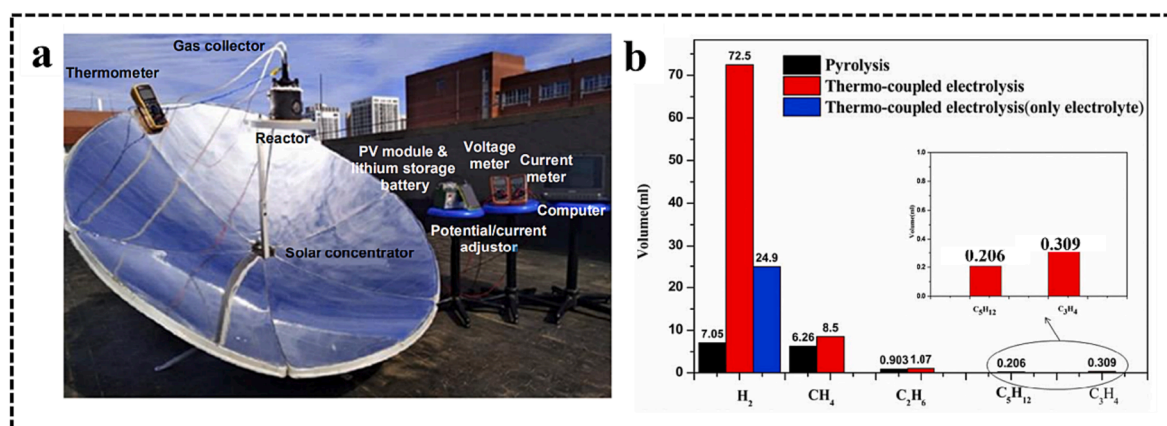 a
Gas collector
Thermometer
Reactor
PV module &
lithium storage
battery
Voltage
meter
Current
meter
Computer
Potential/current
adjustor
Solar concentrator
b
Pyrolysis
Thermo-coupled electrolysis
Thermo-coupled electrolysis(only electrolyte)
Volume(ml)
70
60
50
40
30
20
10
0
72.5
7.05
24.9
6.26
8.5
0.903
1.07
0.206
0.309
H₂
CH₄
C₂H₆
C₅H₁₂
C₃H₄
Volume(ml)
1.0
0.8
0.6
0.4
0.2
0.0
0.206
0.309
C₅H₁₂
C₃H₄